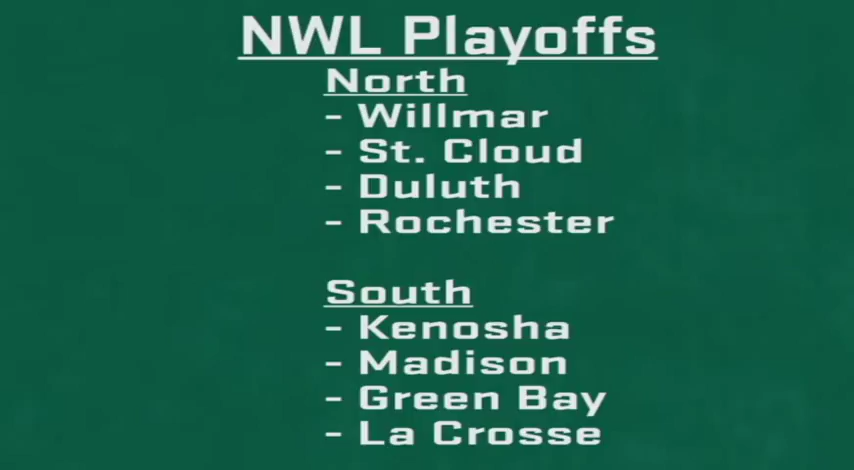 NWL Playoffs
North
- Willmar
- St. Cloud
- Duluth
- Rochester
South
- Kenosha
- Madison
- Green Bay
- La Crosse